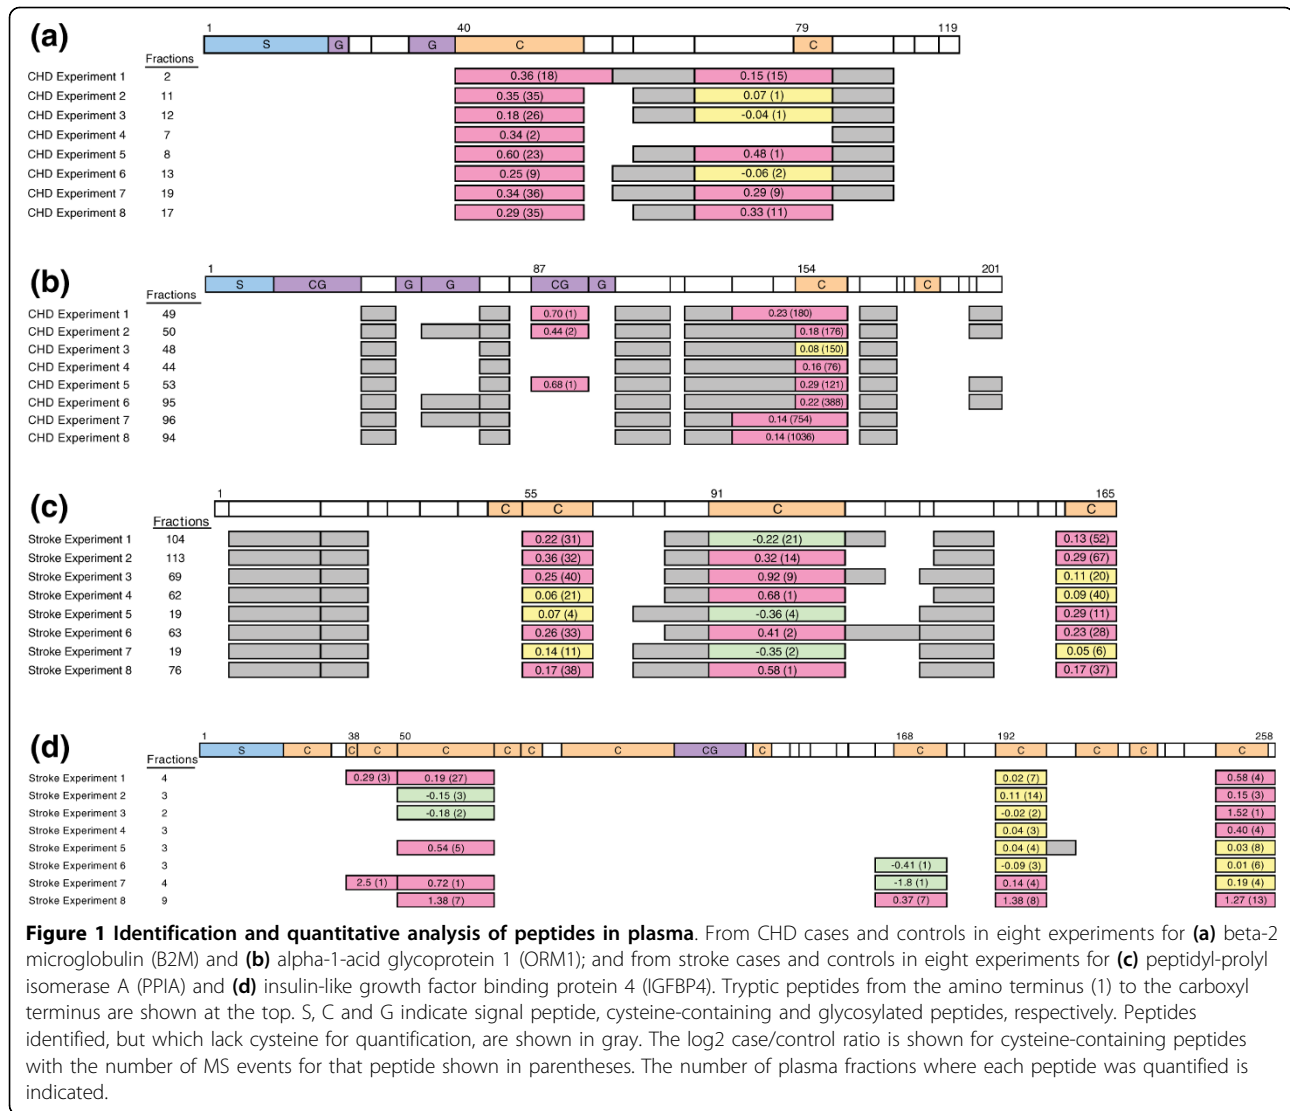 (a)
1 40 79 119
S G G C C
Fractions
CHD Experiment 1 2 0.36 (18) 0.15 (15)
CHD Experiment 2 11 0.35 (35) 0.07 (1)
CHD Experiment 3 12 0.18 (26) -0.04 (1)
CHD Experiment 4 7 0.34 (2)
CHD Experiment 5 8 0.60 (23) 0.48 (1)
CHD Experiment 6 13 0.25 (9) -0.06 (2)
CHD Experiment 7 19 0.34 (36) 0.29 (9)
CHD Experiment 8 17 0.29 (35) 0.33 (11)
(b)
1 87 154 201
S CG G G CG G C C
Fractions
CHD Experiment 1 49 0.70 (1) 0.23 (180)
CHD Experiment 2 50 0.44 (2) 0.18 (176)
CHD Experiment 3 48 0.08 (150)
CHD Experiment 4 44 0.16 (76)
CHD Experiment 5 53 0.68 (1) 0.29 (121)
CHD Experiment 6 95 0.22 (388)
CHD Experiment 7 96 0.14 (754)
CHD Experiment 8 94 0.14 (1036)
(c)
1 55 91 165
C C C C
Fractions
Stroke Experiment 1 104 0.22 (31) -0.22 (21) 0.13 (52)
Stroke Experiment 2 113 0.36 (32) 0.32 (14) 0.29 (67)
Stroke Experiment 3 69 0.25 (40) 0.92 (9) 0.11 (20)
Stroke Experiment 4 62 0.06 (21) 0.68 (1) 0.09 (40)
Stroke Experiment 5 19 0.07 (4) -0.36 (4) 0.29 (11)
Stroke Experiment 6 63 0.26 (33) 0.41 (2) 0.23 (28)
Stroke Experiment 7 19 0.14 (11) -0.35 (2) 0.05 (6)
Stroke Experiment 8 76 0.17 (38) 0.58 (1) 0.17 (37)
(d)
1 38 50 168 192 258
S C C C C C C C CG C C C C C C
Fractions
Stroke Experiment 1 4 0.29 (3) 0.19 (27) 0.02 (7) 0.58 (4)
Stroke Experiment 2 3 -0.15 (3) 0.11 (14) 0.15 (3)
Stroke Experiment 3 2 -0.18 (2) -0.02 (2) 1.52 (1)
Stroke Experiment 4 3 0.04 (3) 0.40 (4)
Stroke Experiment 5 3 0.54 (5) 0.04 (4) 0.03 (8)
Stroke Experiment 6 3 -0.41 (1) -0.09 (3) 0.01 (6)
Stroke Experiment 7 4 2.5 (1) 0.72 (1) -1.8 (1) 0.14 (4) 0.19 (4)
Stroke Experiment 8 9 1.38 (7) 0.37 (7) 1.38 (8) 1.27 (13)
Figure 1 Identification and quantitative analysis of peptides in plasma. From CHD cases and controls in eight experiments for (a) beta-2
microglobulin (B2M) and (b) alpha-1-acid glycoprotein 1 (ORM1); and from stroke cases and controls in eight experiments for (c) peptidyl-prolyl
isomerase A (PPIA) and (d) insulin-like growth factor binding protein 4 (IGFBP4). Tryptic peptides from the amino terminus (1) to the carboxyl
terminus are shown at the top. S, C and G indicate signal peptide, cysteine-containing and glycosylated peptides, respectively. Peptides
identified, but which lack cysteine for quantification, are shown in gray. The log2 case/control ratio is shown for cysteine-containing peptides
with the number of MS events for that peptide shown in parentheses. The number of plasma fractions where each peptide was quantified is
indicated.